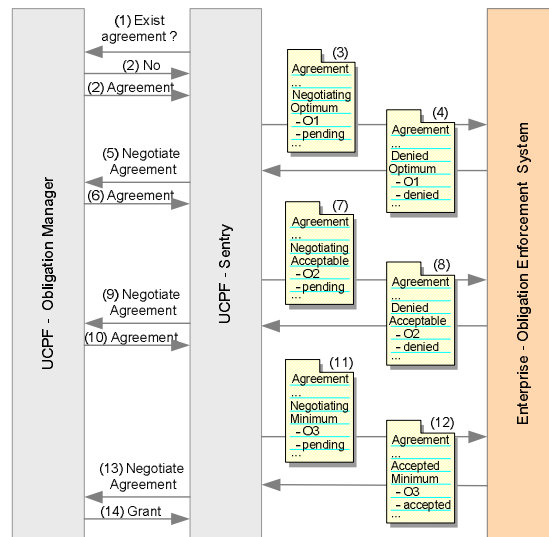 (1) Exist
agreement ?
(2) No
(2) Agreement
(3)
Agreement
...
Negotiating
Optimum
- O1
- pending
...
(4)
Agreement
...
Denied
Optimum
- O1
- denied
...
(5) Negotiate
Agreement
(6) Agreement
(7)
Agreement
...
Negotiating
Acceptable
- O2
- pending
...
(8)
Agreement
...
Denied
Acceptable
- O2
- denied
...
(9) Negotiate
Agreement
(10) Agreement
(11)
Agreement
...
Negotiating
Minimum
- O3
- pending
...
(12)
Agreement
...
Accepted
Minimum
- O3
- accepted
...
(13) Negotiate
Agreement
(14) Grant
UCPF - Obligation Manager
UCPF - Sentry
Enterprise - Obligation Enforcement System